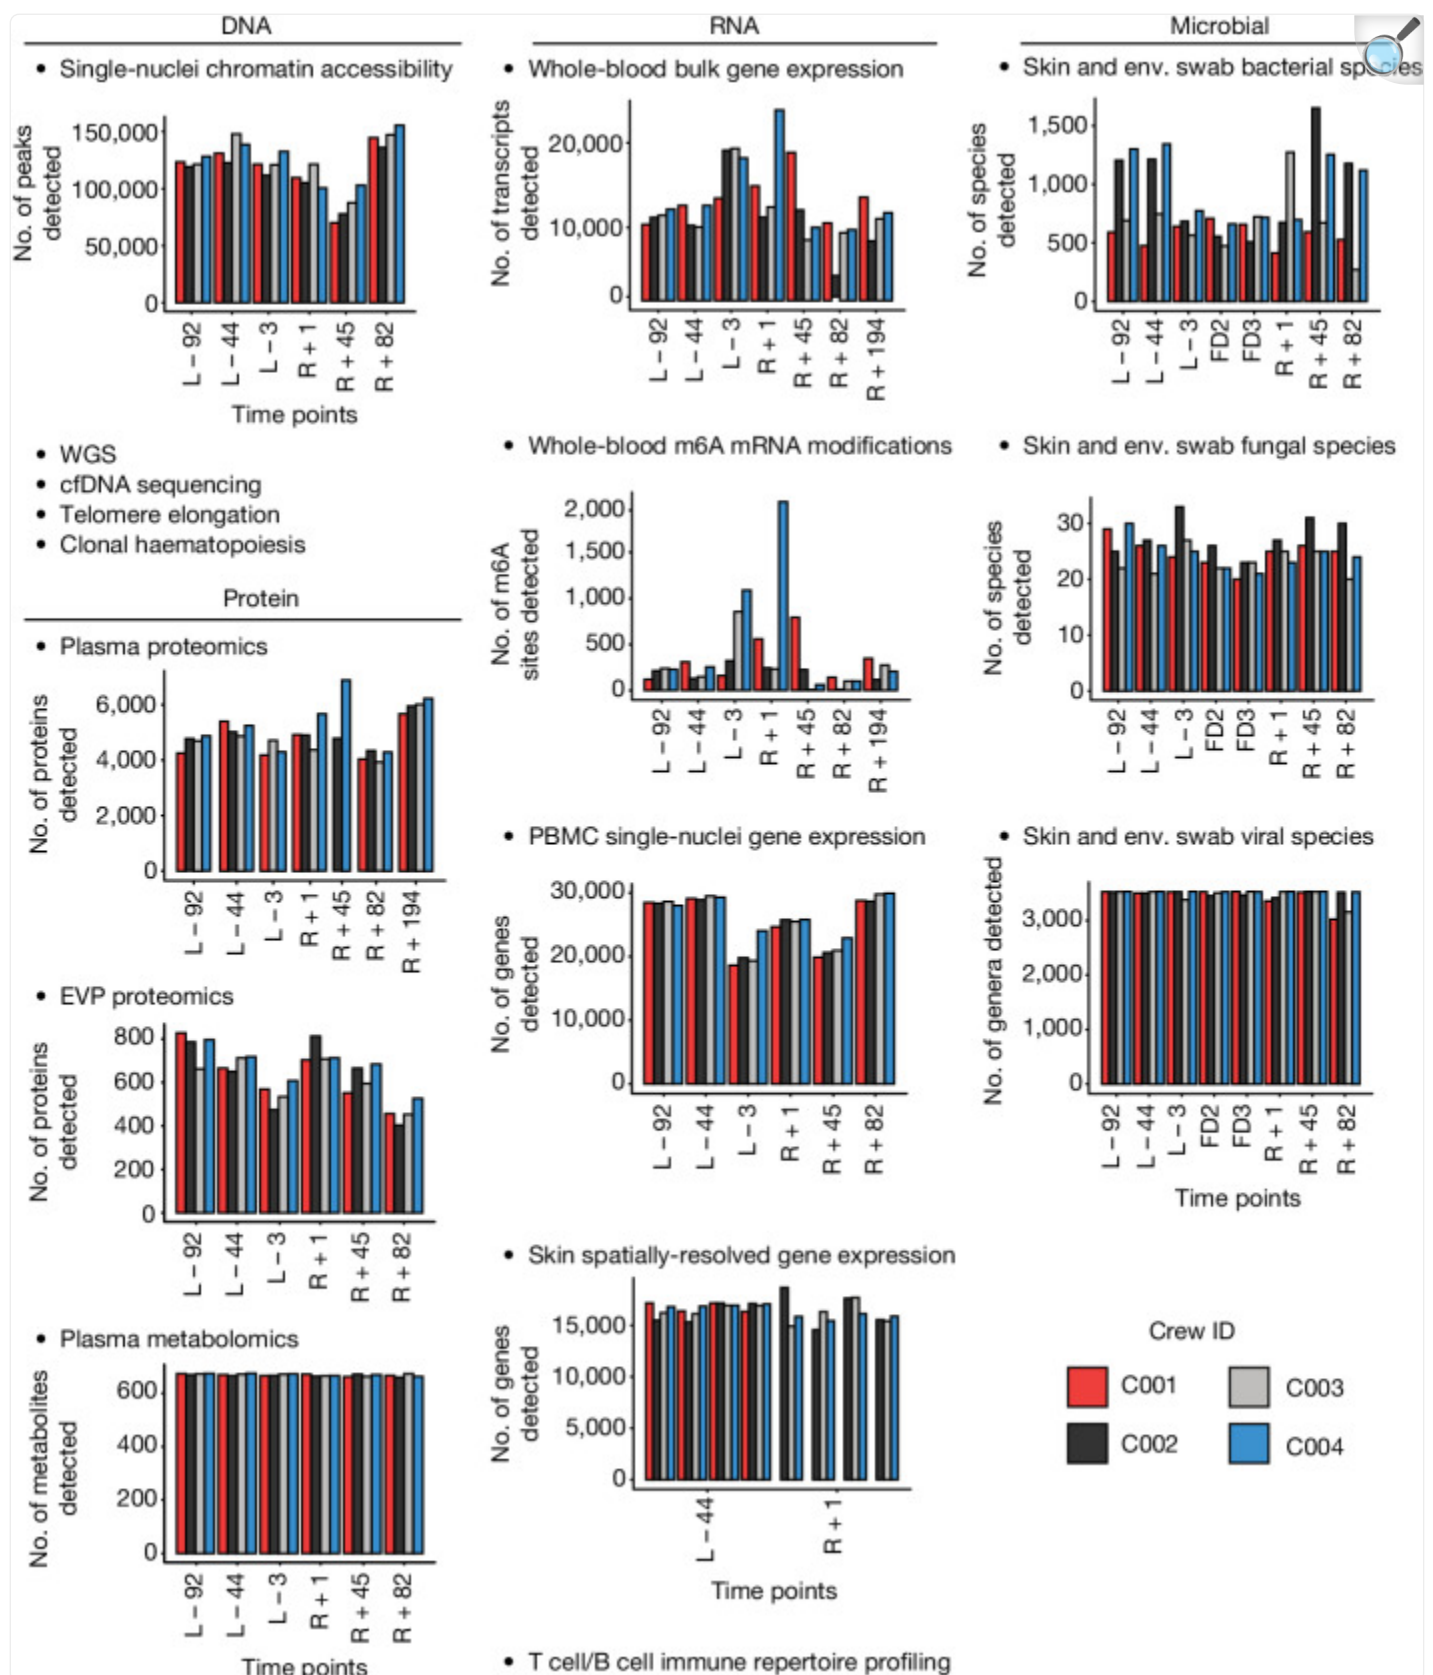 DNA
• Single-nuclei chromatin accessibility
No. of peaks
detected
150,000
100,000
50,000
0
L – 92
L – 44
L – 3
R + 1
R + 45
R + 82
Time points
• WGS
• cfDNA sequencing
• Telomere elongation
• Clonal haematopoiesis
Protein
• Plasma proteomics
No. of proteins
detected
6,000
4,000
2,000
0
L – 92
L – 44
L – 3
R + 1
R + 45
R + 82
R + 194
• EVP proteomics
No. of proteins
detected
800
600
400
200
0
L – 92
L – 44
L – 3
R + 1
R + 45
R + 82
• Plasma metabolomics
No. of metabolites
detected
600
400
200
0
L – 92
L – 44
L – 3
R + 1
R + 45
R + 82
Time points
RNA
• Whole-blood bulk gene expression
No. of transcripts
detected
20,000
10,000
0
L – 92
L – 44
L – 3
R + 1
R + 45
R + 82
R + 194
• Whole-blood m6A mRNA modifications
No. of m6A
sites detected
2,000
1,500
1,000
500
0
L – 92
L – 44
L – 3
R + 1
R + 45
R + 82
R + 194
• PBMC single-nuclei gene expression
No. of genes
detected
30,000
20,000
10,000
0
L – 92
L – 44
L – 3
R + 1
R + 45
R + 82
• Skin spatially-resolved gene expression
No. of genes
detected
15,000
10,000
5,000
0
L – 44
R + 1
Time points
• T cell/B cell immune repertoire profiling
Microbial
• Skin and env. swab bacterial species
No. of species
detected
1,500
1,000
500
0
L – 92
L – 44
L – 3
FD2
FD3
R + 1
R + 45
R + 82
• Skin and env. swab fungal species
No. of species
detected
30
20
10
0
L – 92
L – 44
L – 3
FD2
FD3
R + 1
R + 45
R + 82
• Skin and env. swab viral species
No. of genera detected
3,000
2,000
1,000
0
L – 92
L – 44
L – 3
FD2
FD3
R + 1
R + 45
R + 82
Time points
Crew ID
C001
C003
C002
C004